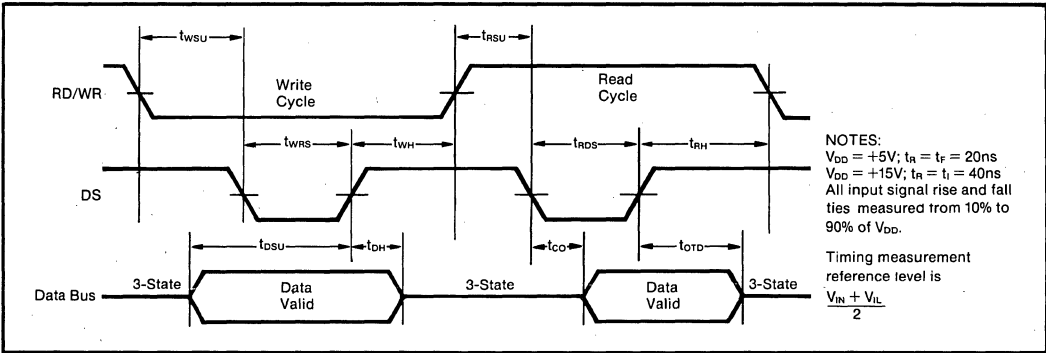 tWSU
tRSU
RD/WR
Write
Cycle
Read
Cycle
tWRS
tWH
tRDS
tRH
DS
tDSU
tDH
tCO
tOTD
Data Bus
3-State
Data
Valid
3-State
Data
Valid
3-State
NOTES:
VDD = +5V; tR = tF = 20ns
VDD = +15V; tR = tI = 40ns
All input signal rise and fall
ties measured trom 10% to
90% of VDD.
Timing measurement
reference level is
VIN + VIL
2